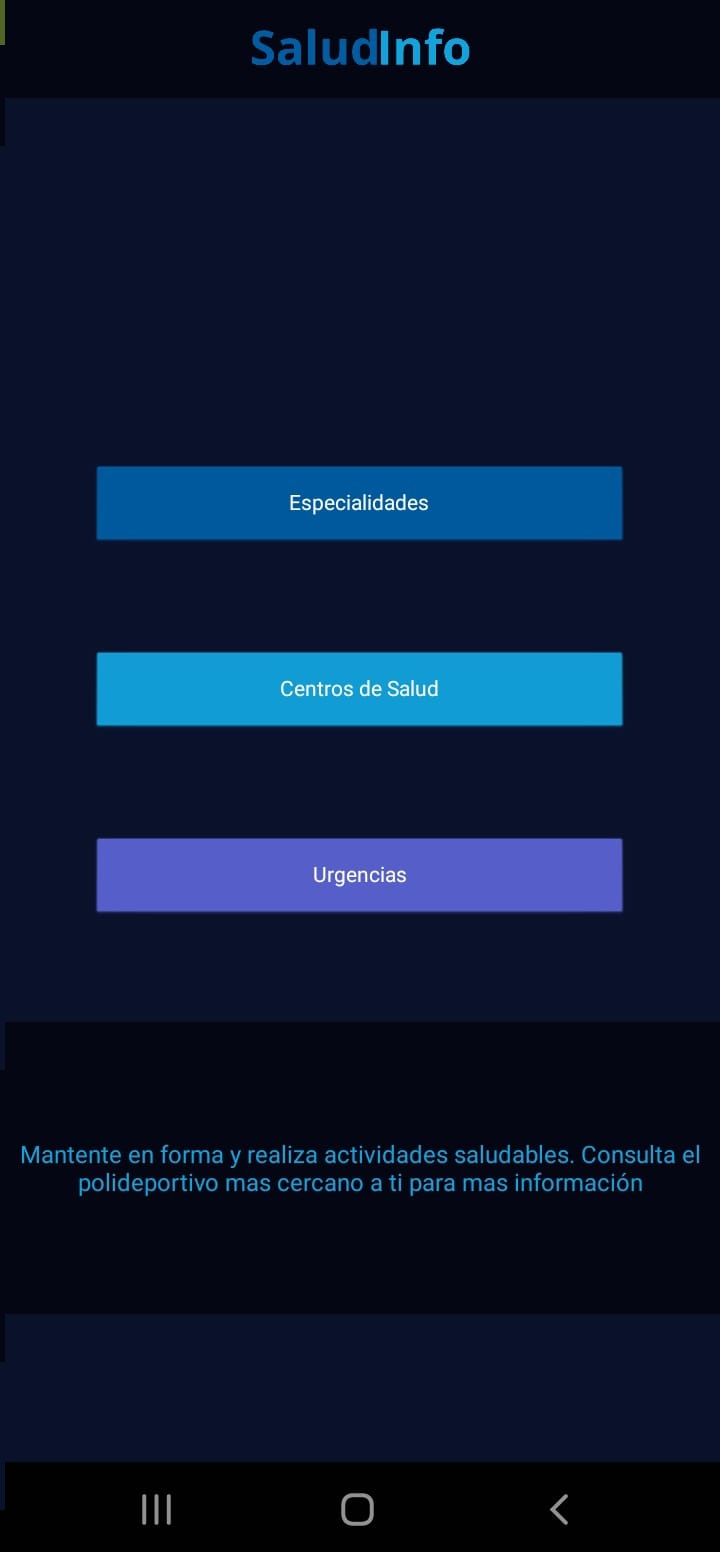 SaludInfo
Especialidades
Centros de Salud
Urgencias
Mantente en forma y realiza actividades saludables. Consulta el
polideportivo mas cercano a ti para mas información